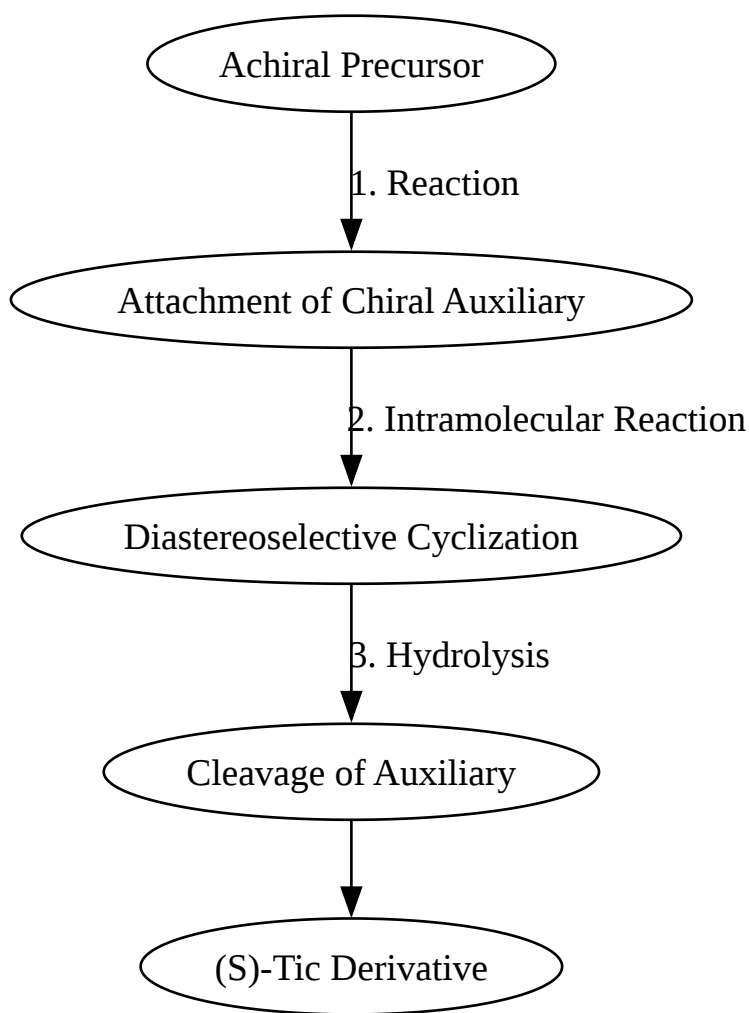 Achiral Precursor
1. Reaction
Attachment of Chiral Auxiliary
2. Intramolecular Reaction
Diastereoselective Cyclization
3. Hydrolysis
Cleavage of Auxiliary
(S)-Tic Derivative